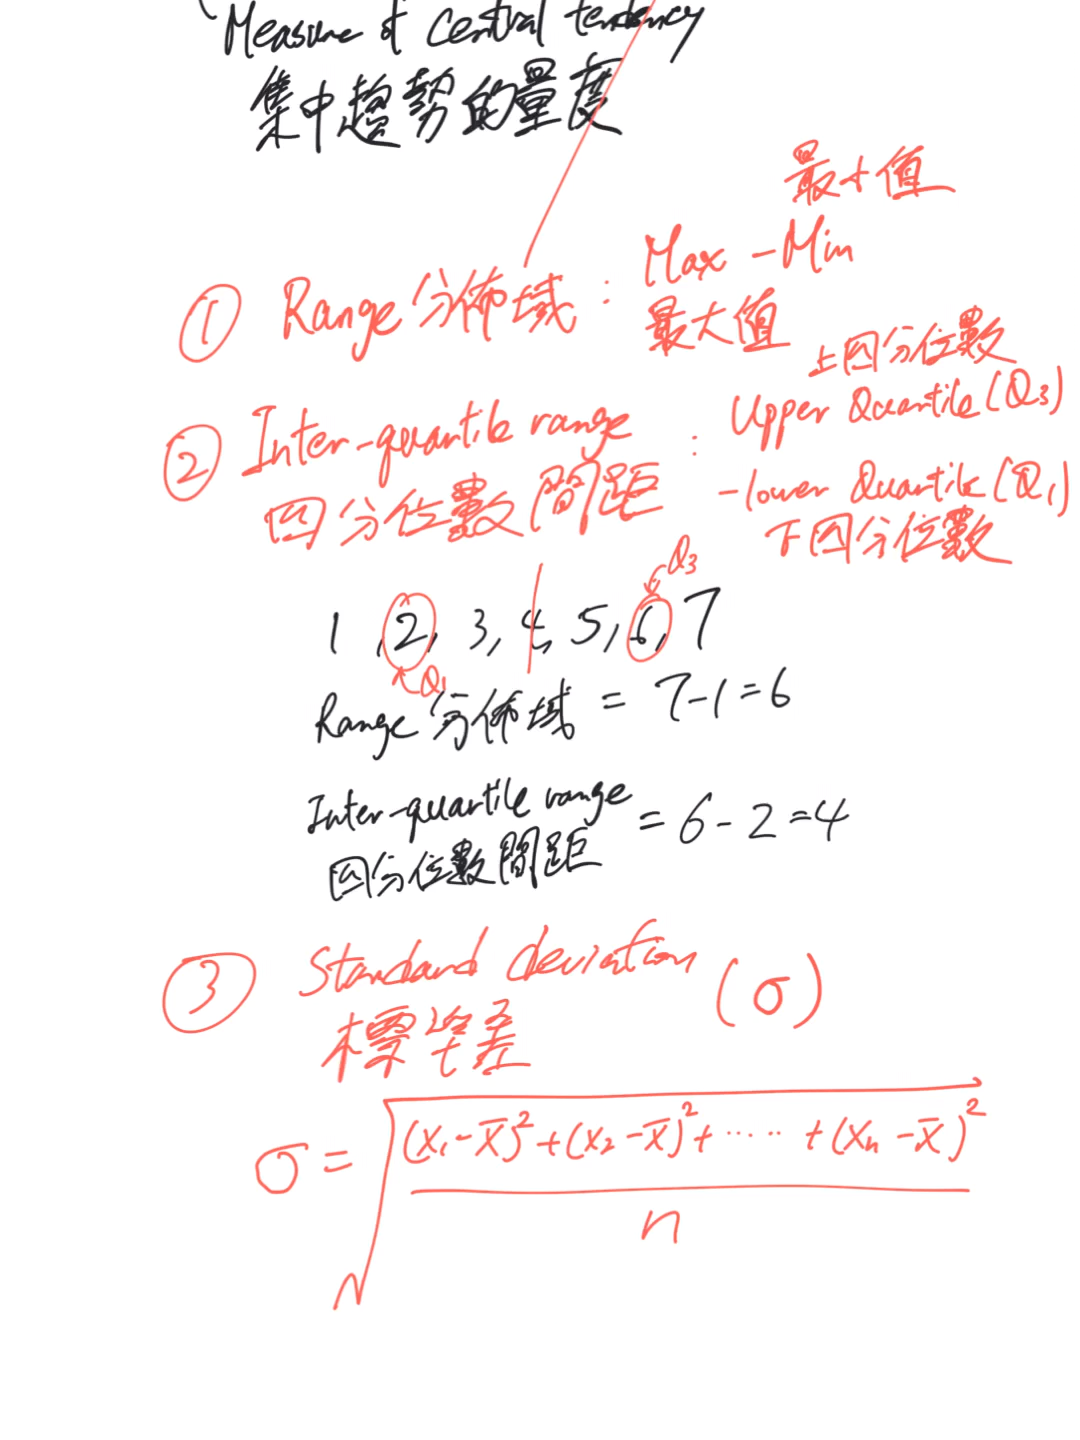 Measure of central tendency
集中趨勢的量度
最小值
① Range 分佈域 : Max - Min
最大值
上四分位數
② Inter-quartile range : Upper Quartile (Q₃)
四分位數間距 - lower Quartile (Q₁)
下四分位數
Q₃
1, 2, 3, 4, 5, 6, 7
Q₁
Range 分佈域 = 7-1=6
Inter-quartile range = 6-2=4
四分位數間距
③ Standard deviation (σ)
標準差
σ = √((x₁-x̄)²+(x₂-x̄)²+ ⋯⋯ +(xₙ-x̄)²
n